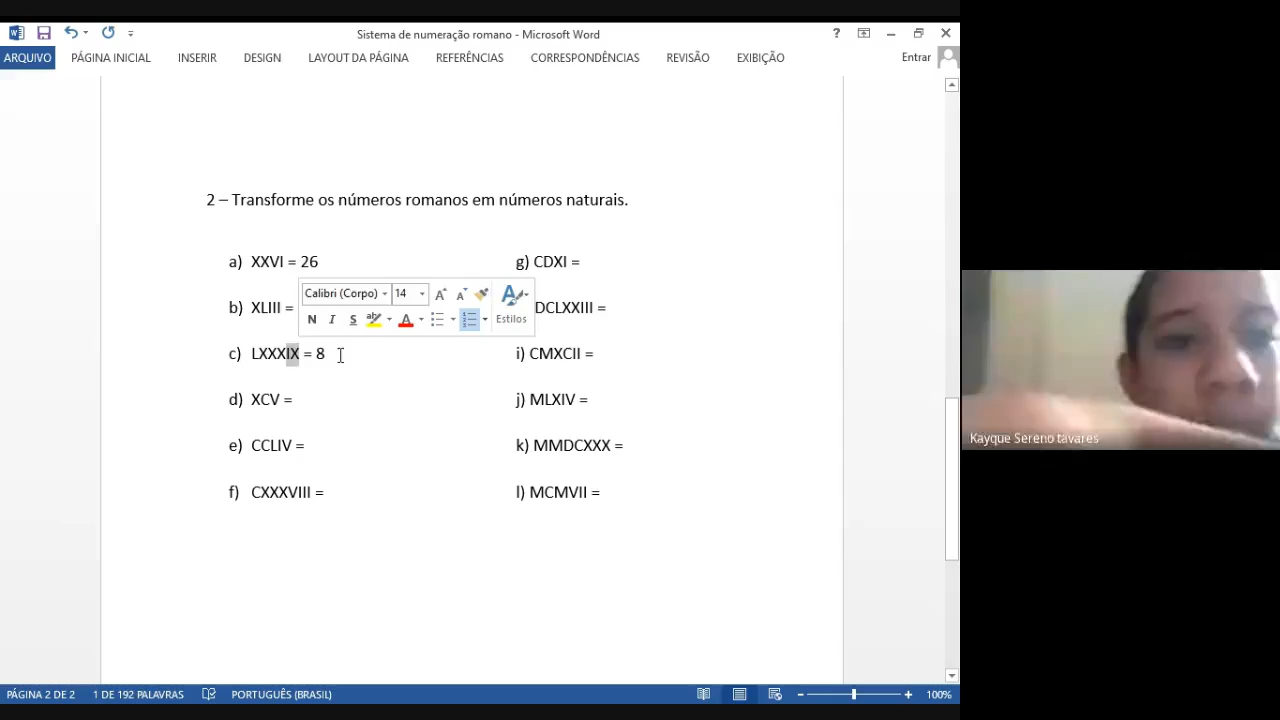 Sistema de numeração romano - Microsoft Word
ARQUIVO PÁGINA INICIAL INSERIR DESIGN LAYOUT DA PÁGINA REFERÊNCIAS CORRESPONDÊNCIAS REVISÃO EXIBIÇÃO Entrar
2 – Transforme os números romanos em números naturais.
a) XXVI = 26
g) CDXI =
Calibri (Corpo) 14
N I S Estilos
b) XLIII =
DCLXXIII =
c) LXXXIX = 8
i) CMXCII =
d) XCV =
j) MLXIV =
e) CCLIV =
k) MMDCXXX =
f) CXXXVIII =
l) MCMVII =
Kayque Sereno tavares
PÁGINA 2 DE 2 1 DE 192 PALAVRAS PORTUGUÊS (BRASIL) 100%